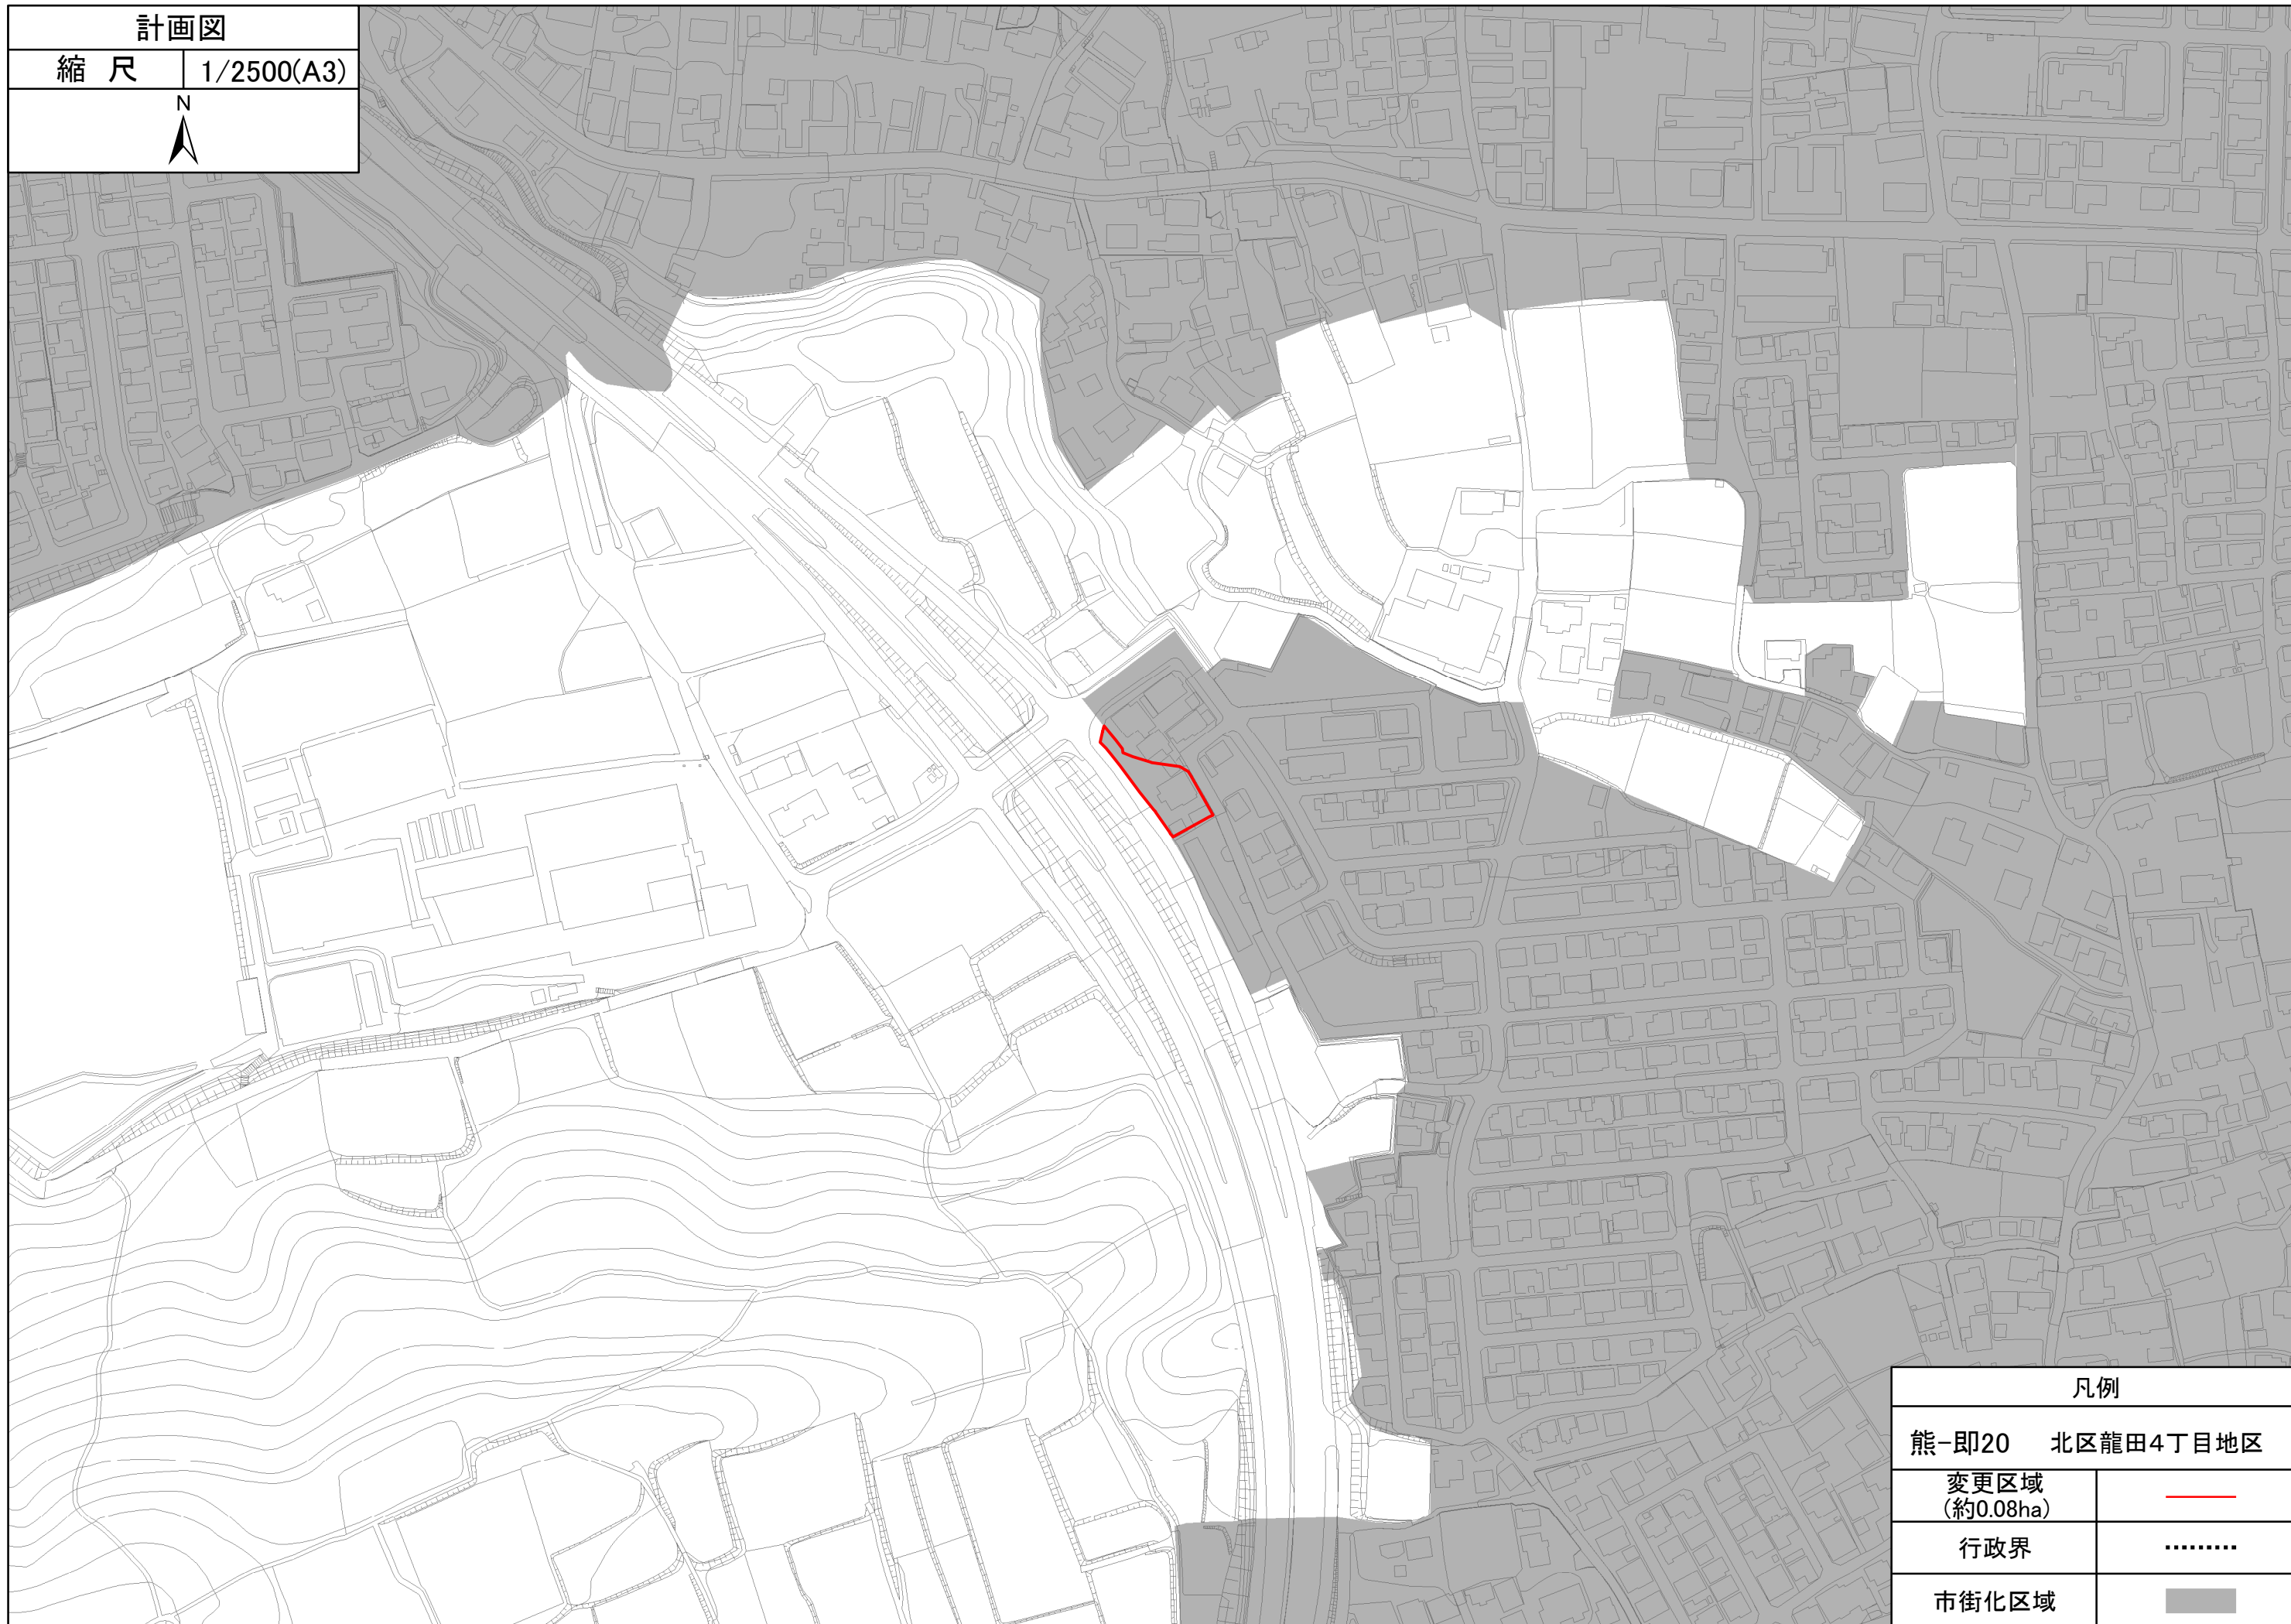 計画図
縮 尺 1/2500(A3)
N
凡例
熊-即20 北区龍田4丁目地区
変更区域
(約0.08ha)
行政界
市街化区域